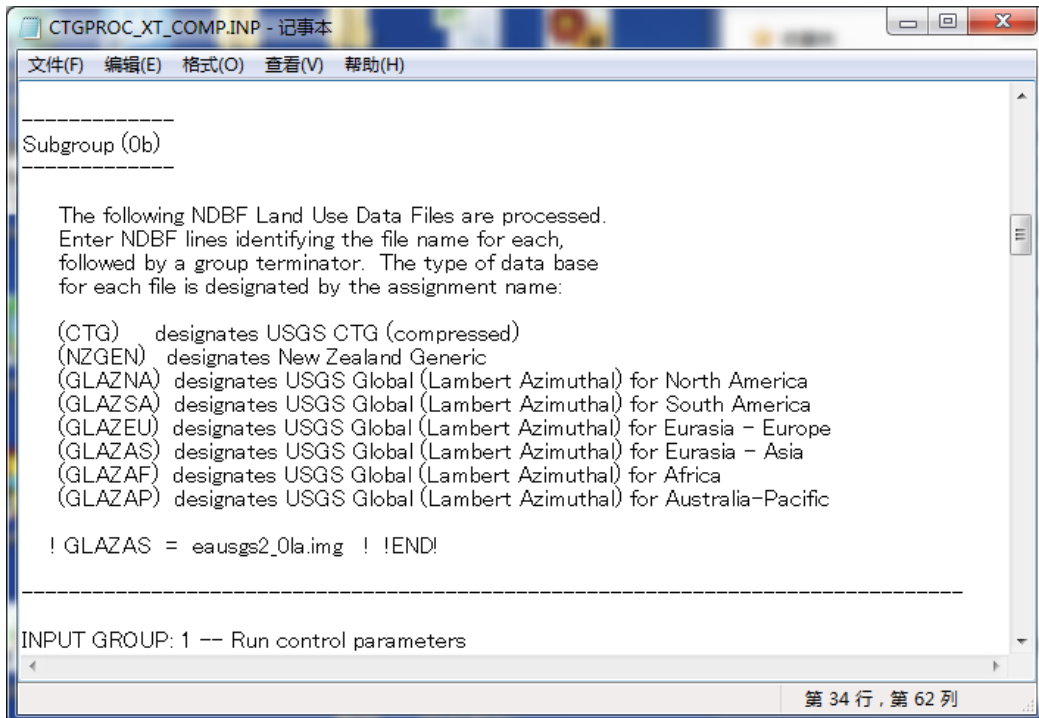 CTGPROC_XT_COMP.INP - 记事本
文件(F) 编辑(E) 格式(O) 查看(V) 帮助(H)
-------------
Subgroup (0b)
-------------
The following NDBF Land Use Data Files are processed.
Enter NDBF lines identifying the file name for each,
followed by a group terminator.  The type of data base
for each file is designated by the assignment name:
(CTG)     designates USGS CTG (compressed)
(NZGEN)  designates New Zealand Generic
(GLAZNA)  designates USGS Global (Lambert Azimuthal) for North America
(GLAZSA)  designates USGS Global (Lambert Azimuthal) for South America
(GLAZEU)  designates USGS Global (Lambert Azimuthal) for Eurasia - Europe
(GLAZAS)  designates USGS Global (Lambert Azimuthal) for Eurasia - Asia
(GLAZAF)  designates USGS Global (Lambert Azimuthal) for Africa
(GLAZAP)  designates USGS Global (Lambert Azimuthal) for Australia-Pacific
! GLAZAS  =  eausgs2_0la.img  ! !END!
--------------------------------------------------------------------------------
INPUT GROUP: 1 -- Run control parameters
第 34 行，第 62 列